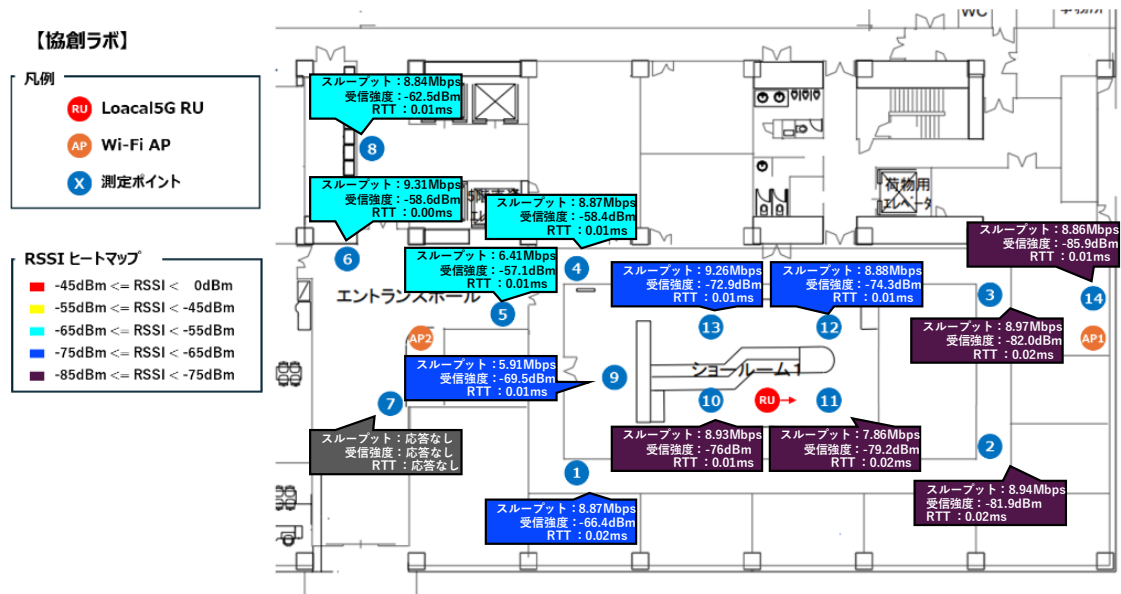 【協創ラボ】
凡例
RU Loacal5G RU
AP Wi-Fi AP
X 測定ポイント
RSSI ヒートマップ
-45dBm <= RSSI < 0dBm
-55dBm <= RSSI < -45dBm
-65dBm <= RSSI < -55dBm
-75dBm <= RSSI < -65dBm
-85dBm <= RSSI < -75dBm
WC
スループット：8.84Mbps
受信強度：-62.5dBm
RTT：0.01ms
8
スループット：9.31Mbps
受信強度：-58.6dBm
RTT：0.00ms
6
スループット：8.87Mbps
受信強度：-58.4dBm
RTT：0.01ms
4
荷物用
エレベータ
スループット：8.86Mbps
受信強度：-85.9dBm
RTT：0.01ms
14
スループット：6.41Mbps
受信強度：-57.1dBm
RTT：0.01ms
5
エントランスホール
スループット：9.26Mbps
受信強度：-72.9dBm
RTT：0.01ms
13
スループット：8.88Mbps
受信強度：-74.3dBm
RTT：0.01ms
12
3
スループット：8.97Mbps
受信強度：-82.0dBm
RTT：0.02ms
AP2
AP1
スループット：5.91Mbps
受信強度：-69.5dBm
RTT：0.01ms
9
ショールーム1
10
RU
11
7
スループット：応答なし
受信強度：応答なし
RTT：応答なし
スループット：8.93Mbps
受信強度：-76dBm
RTT：0.01ms
スループット：7.86Mbps
受信強度：-79.2dBm
RTT：0.02ms
2
1
スループット：8.94Mbps
受信強度：-81.9dBm
RTT：0.02ms
スループット：8.87Mbps
受信強度：-66.4dBm
RTT：0.02ms